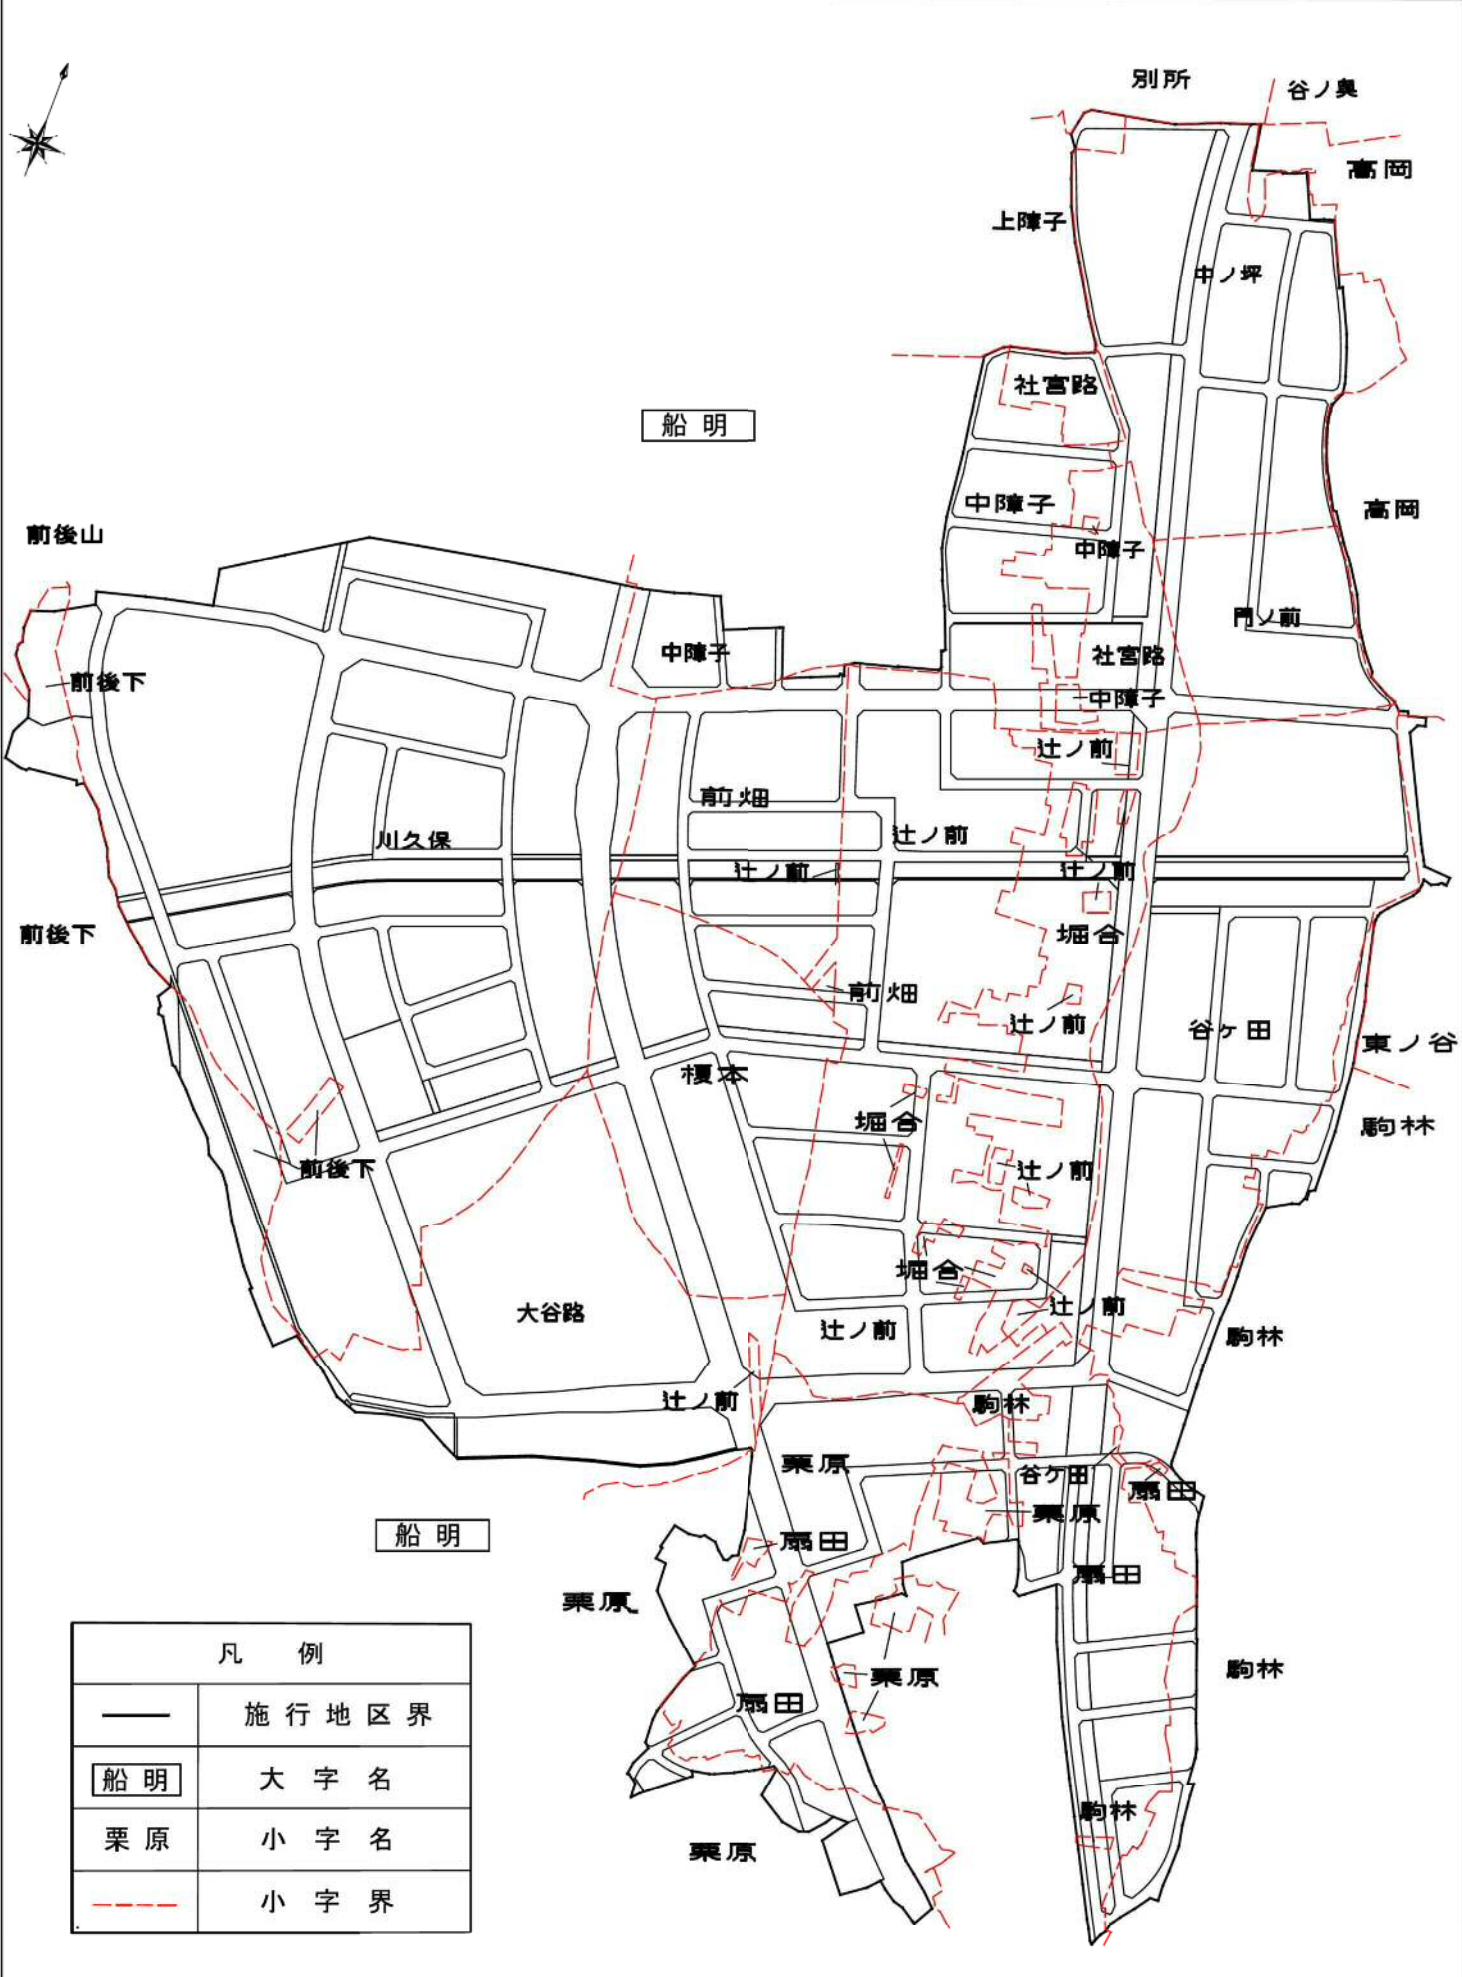 別所
谷ノ奥
高岡
上障子
中ノ坪
社宮路
船明
中障子
高岡
前後山
中障子
門ノ前
中障子
社宮路
前後下
中障子
辻ノ前
前畑
川久保
辻ノ前
辻ノ前
辻ノ前
前後下
堀合
前畑
辻ノ前
谷ヶ田
東ノ谷
榎本
堀合
駒林
前後下
辻ノ前
堀合
大谷路
辻ノ前
辻ノ前
駒林
辻ノ前
駒林
栗原
谷ケ田
扇田
栗原
船明
扇田
扇田
栗原
駒林
栗原
扇田
駒林
栗原
凡例
施行地区界
船明 大字名
栗原 小字名
小字界